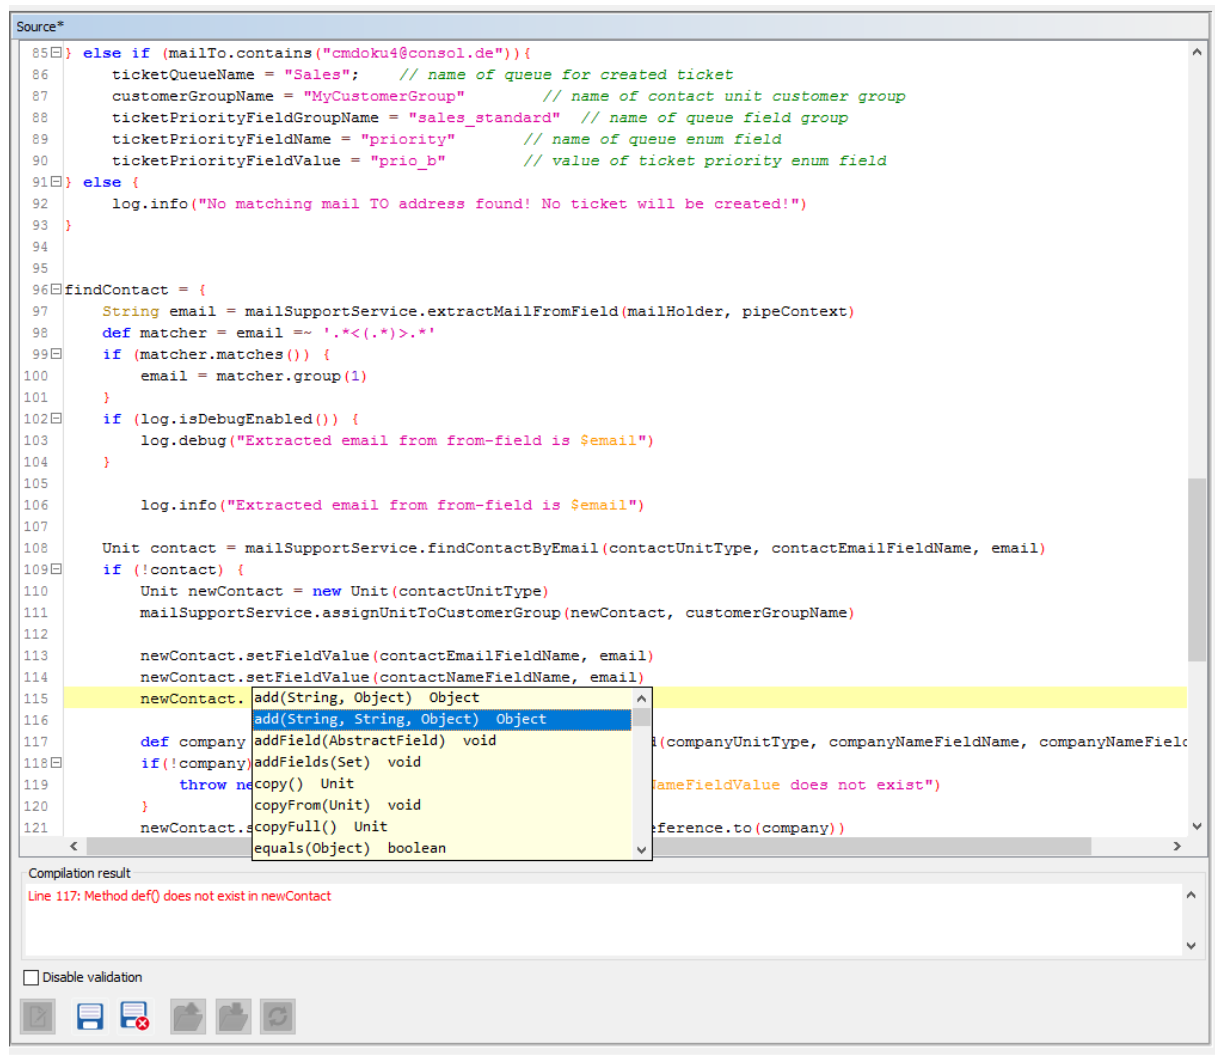 Source*
85 } else if (mailTo.contains("cmdoku4@consol.de")){
86 ticketQueueName = "Sales"; // name of queue for created ticket
87 customerGroupName = "MyCustomerGroup" // name of contact unit customer group
88 ticketPriorityFieldGroupName = "sales_standard" // name of queue field group
89 ticketPriorityFieldName = "priority" // name of queue enum field
90 ticketPriorityFieldValue = "prio_b" // value of ticket priority enum field
91 } else {
92 log.info("No matching mail TO address found! No ticket will be created!")
93 }
94
95
96 findContact = {
97 String email = mailSupportService.extractMailFromField(mailHolder, pipeContext)
98 def matcher = email =~ '.*<(.*)>.*'
99 if (matcher.matches()) {
100 email = matcher.group(1)
101 }
102 if (log.isDebugEnabled()) {
103 log.debug("Extracted email from from-field is $email")
104 }
105
106 log.info("Extracted email from from-field is $email")
107
108 Unit contact = mailSupportService.findContactByEmail(contactUnitType, contactEmailFieldName, email)
109 if (!contact) {
110 Unit newContact = new Unit(contactUnitType)
111 mailSupportService.assignUnitToCustomerGroup(newContact, customerGroupName)
112
113 newContact.setFieldValue(contactEmailFieldName, email)
114 newContact.setFieldValue(contactNameFieldName, email)
115 newContact. add(String, Object) Object
116 add(String, String, Object) Object
117 def company addField(AbstractField) void (companyUnitType, companyNameFieldName, companyNameField
118 if(!company) addFields(Set) void
119 throw ne copy() Unit NameFieldValue does not exist")
120 } copyFrom(Unit) void
121 newContact.s copyFull() Unit eference.to(company))
equals(Object) boolean
Compilation result
Line 117: Method def() does not exist in newContact
Disable validation